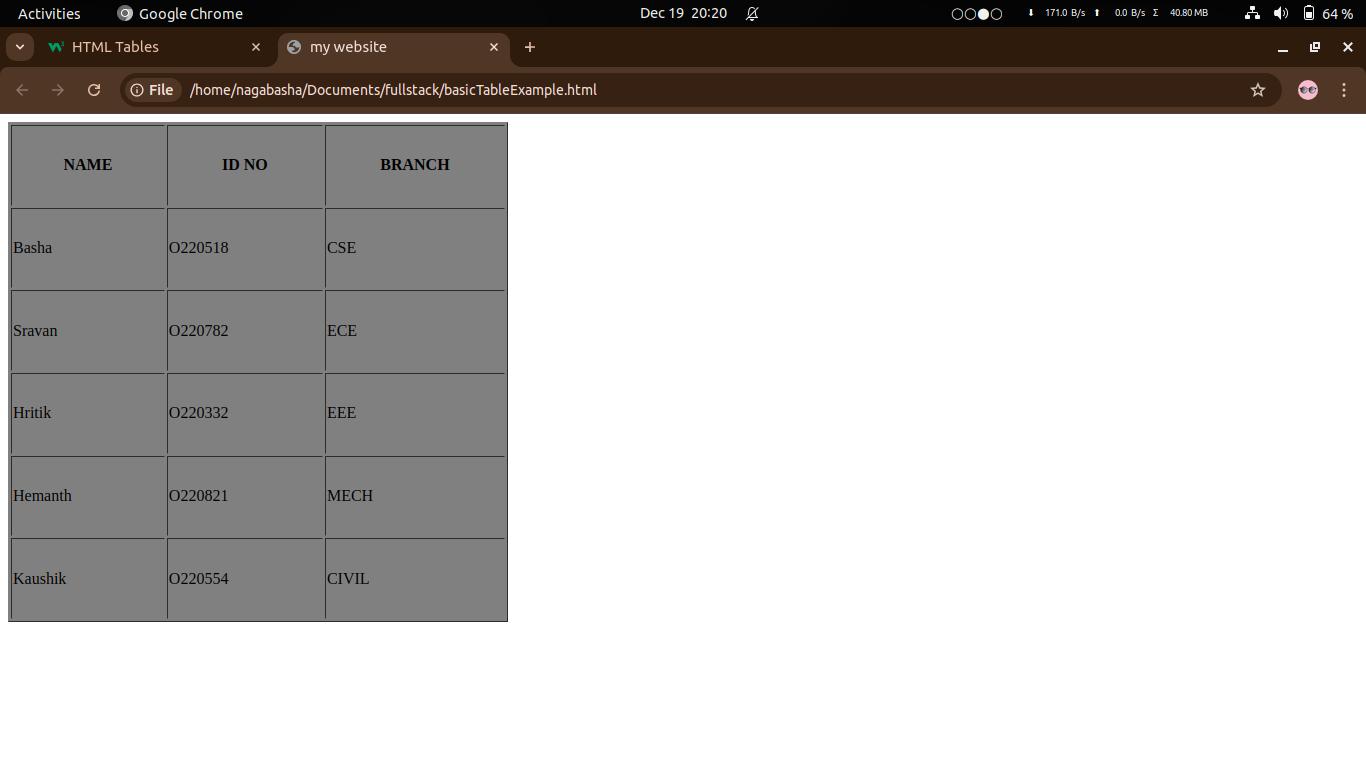 Activities Google Chrome Dec 19 20:20 171.0 B/s 0.0 B/s Σ 40.80 MB 64 %
HTML Tables my website
File /home/nagabasha/Documents/fullstack/basicTableExample.html
NAME ID NO BRANCH
Basha O220518 CSE
Sravan O220782 ECE
Hritik O220332 EEE
Hemanth O220821 MECH
Kaushik O220554 CIVIL